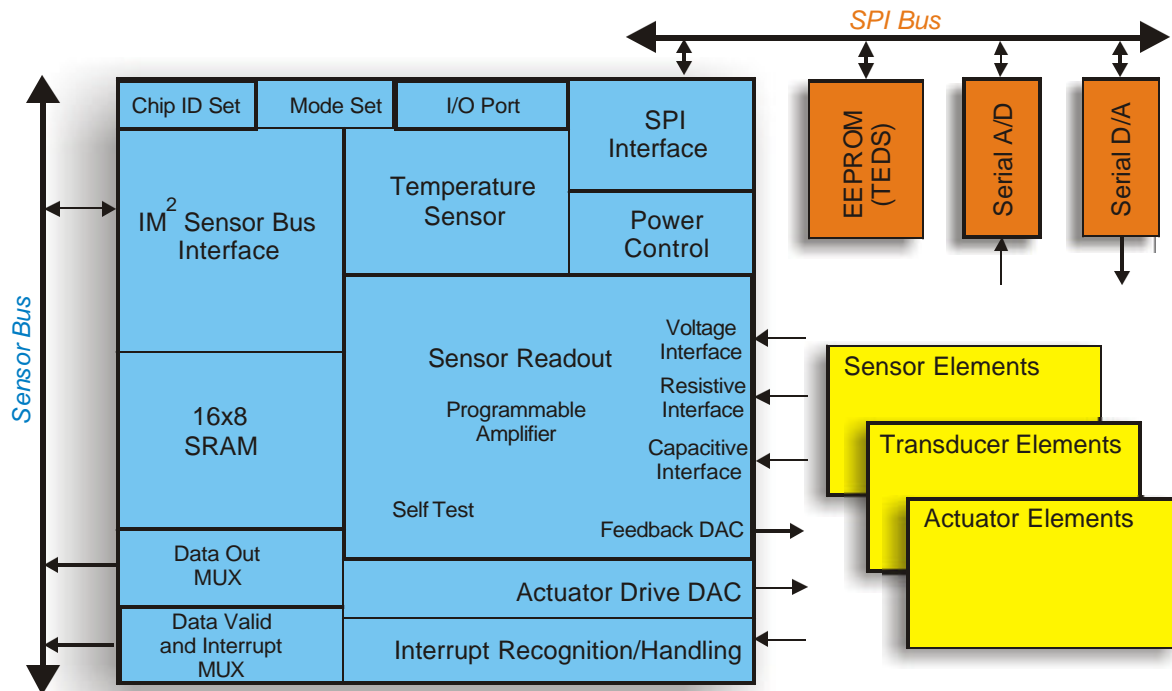 SPI Bus
Chip ID Set
Mode Set
I/O Port
SPI
Interface
EEPROM
(TEDS)
Serial A/D
Serial D/A
Sensor Bus
IM² Sensor Bus
Interface
Temperature
Sensor
Power
Control
Sensor Readout
Programmable
Amplifier
Self Test
Voltage
Interface
Resistive
Interface
Capacitive
Interface
Feedback DAC
16x8
SRAM
Data Out
MUX
Actuator Drive DAC
Data Valid
and Interrupt
MUX
Interrupt Recognition/Handling
Sensor Elements
Transducer Elements
Actuator Elements